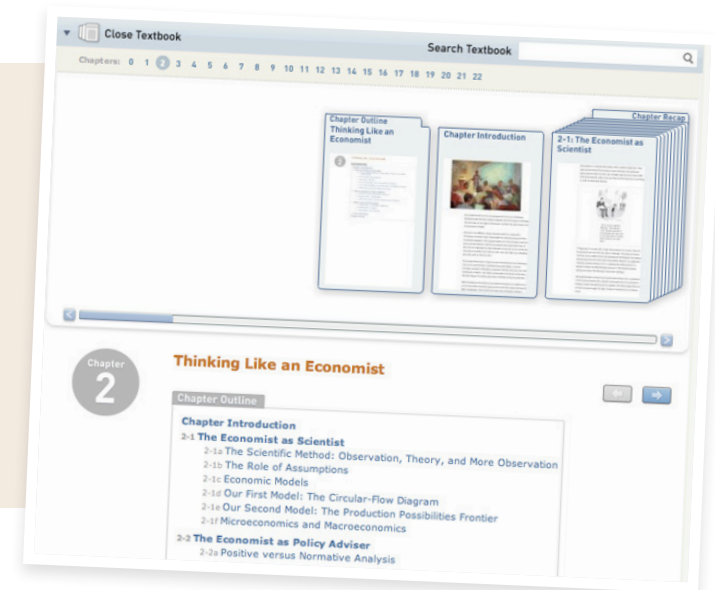 Close Textbook
Search Textbook
Chapters: 0 1 2 3 4 5 6 7 8 9 10 11 12 13 14 15 16 17 18 19 20 21 22
Chapter Outline
Thinking Like an
Economist
Chapter Introduction
Chapter Recap
2-1: The Economist as
Scientist
Chapter
2
Thinking Like an Economist
Chapter Outline
Chapter Introduction
2-1 The Economist as Scientist
2-1a The Scientific Method: Observation, Theory, and More Observation
2-1b The Role of Assumptions
2-1c Economic Models
2-1d Our First Model: The Circular-Flow Diagram
2-1e Our Second Model: The Production Possibilities Frontier
2-1f Microeconomics and Macroeconomics
2-2 The Economist as Policy Adviser
2-2a Positive versus Normative Analysis